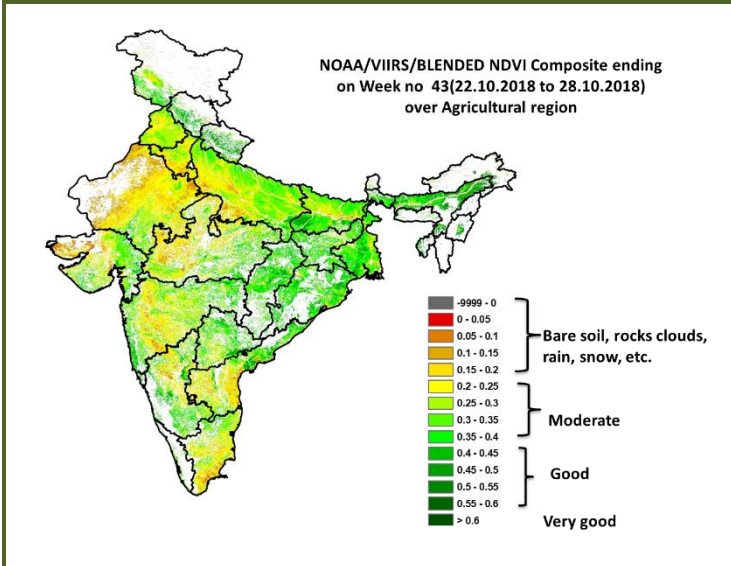 NOAA/VIIRS/BLENDED NDVI Composite ending
on Week no 43(22.10.2018 to 28.10.2018)
over Agricultural region
-9999 - 0
0 - 0.05
0.05 - 0.1
0.1 - 0.15
0.15 - 0.2
Bare soil, rocks clouds,
rain, snow, etc.
0.2 - 0.25
0.25 - 0.3
0.3 - 0.35
0.35 - 0.4
Moderate
0.4 - 0.45
0.45 - 0.5
0.5 - 0.55
0.55 - 0.6
Good
> 0.6
Very good